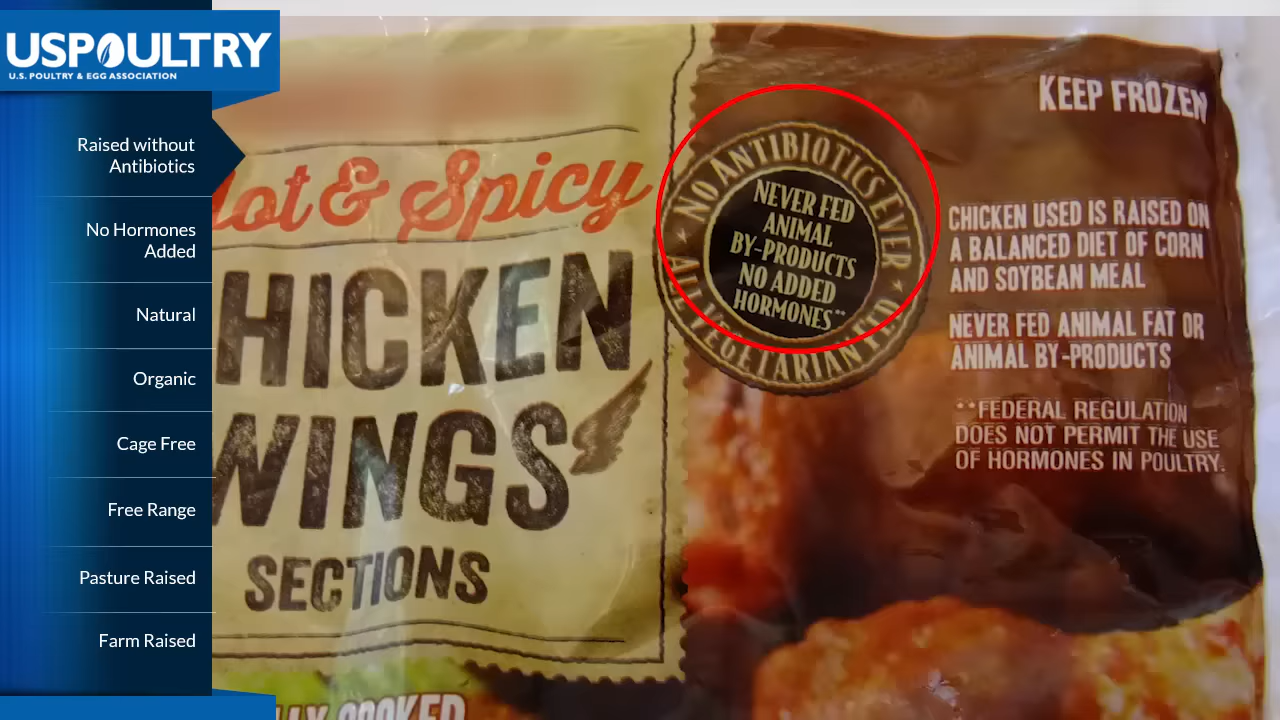 USPOULTRY
U.S. POULTRY & EGG ASSOCIATION
Raised without
Antibiotics
No Hormones
Added
Natural
Organic
Cage Free
Free Range
Pasture Raised
Farm Raised
ot & Spicy
HICKEN
WINGS
SECTIONS
LLY COOKED
NO ANTIBIOTICS EVER
NEVER FED
ANIMAL
BY-PRODUCTS
NO ADDED
HORMONES**
ALL VEGETARIAN FED
KEEP FROZEN
CHICKEN USED IS RAISED ON
A BALANCED DIET OF CORN
AND SOYBEAN MEAL
NEVER FED ANIMAL FAT OR
ANIMAL BY-PRODUCTS
**FEDERAL REGULATION
DOES NOT PERMIT THE USE
OF HORMONES IN POULTRY.